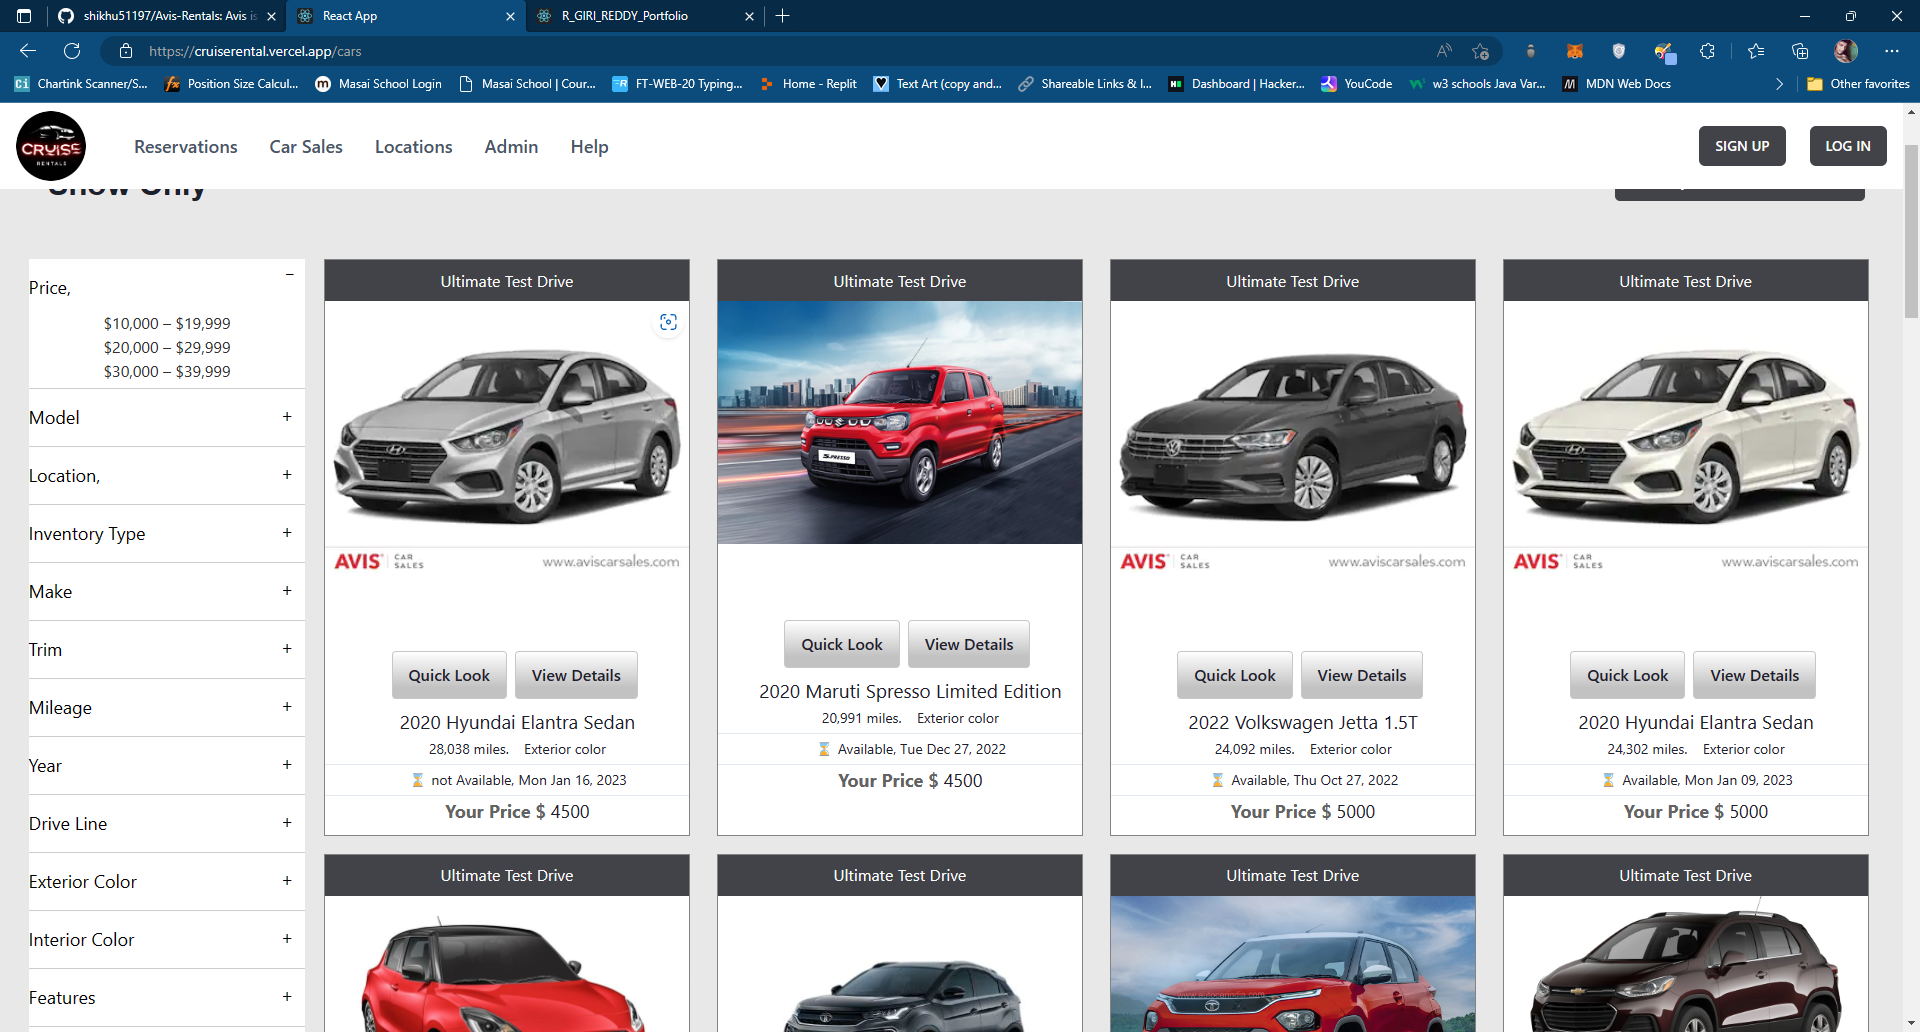 shikhu51197/Avis-Rentals: Avis is
React App
R_GIRI_REDDY_Portfolio
https://cruiserental.vercel.app/cars
Chartink Scanner/S...
Position Size Calcul...
Masai School Login
Masai School | Cour...
FT-WEB-20 Typing...
Home - Replit
Text Art (copy and...
Shareable Links & I...
Dashboard | Hacker...
YouCode
w3 schools Java Var...
MDN Web Docs
Other favorites
CRUISE
RENTALS
Reservations
Car Sales
Locations
Admin
Help
SIGN UP
LOG IN
Show Only
Price,
−
$10,000 – $19,999
$20,000 – $29,999
$30,000 – $39,999
Model +
Location, +
Inventory Type +
Make +
Trim +
Mileage +
Year +
Drive Line +
Exterior Color +
Interior Color +
Features +
Ultimate Test Drive
AVIS CAR SALES www.aviscarsales.com
Quick Look View Details
2020 Hyundai Elantra Sedan
28,038 miles. Exterior color
⌛ not Available, Mon Jan 16, 2023
Your Price $ 4500
Ultimate Test Drive
S-PRESSO
Quick Look View Details
2020 Maruti Spresso Limited Edition
20,991 miles. Exterior color
⌛ Available, Tue Dec 27, 2022
Your Price $ 4500
Ultimate Test Drive
AVIS CAR SALES www.aviscarsales.com
Quick Look View Details
2022 Volkswagen Jetta 1.5T
24,092 miles. Exterior color
⌛ Available, Thu Oct 27, 2022
Your Price $ 5000
Ultimate Test Drive
AVIS CAR SALES www.aviscarsales.com
Quick Look View Details
2020 Hyundai Elantra Sedan
24,302 miles. Exterior color
⌛ Available, Mon Jan 09, 2023
Your Price $ 5000
Ultimate Test Drive
Ultimate Test Drive
Ultimate Test Drive
www.autocarindia.com
Ultimate Test Drive